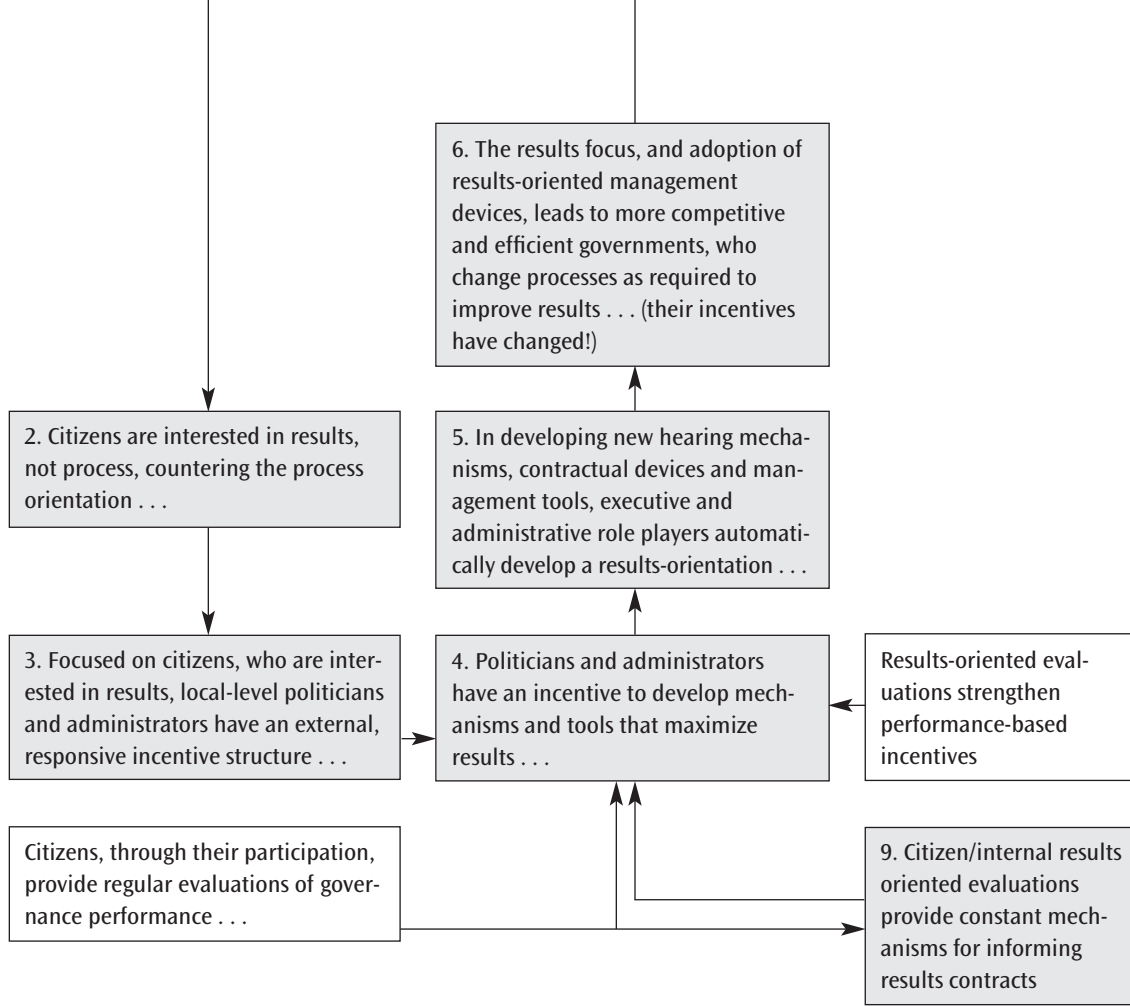 6. The results focus, and adoption of
results-oriented management
devices, leads to more competitive
and efficient governments, who
change processes as required to
improve results . . . (their incentives
have changed!)
2. Citizens are interested in results,
not process, countering the process
orientation . . .
5. In developing new hearing mecha-
nisms, contractual devices and man-
agement tools, executive and
administrative role players automati-
cally develop a results-orientation . . .
3. Focused on citizens, who are inter-
ested in results, local-level politicians
and administrators have an external,
responsive incentive structure . . .
4. Politicians and administrators
have an incentive to develop mech-
anisms and tools that maximize
results . . .
Results-oriented eval-
uations strengthen
performance-based
incentives
Citizens, through their participation,
provide regular evaluations of gover-
nance performance . . .
9. Citizen/internal results
oriented evaluations
provide constant mech-
anisms for informing
results contracts